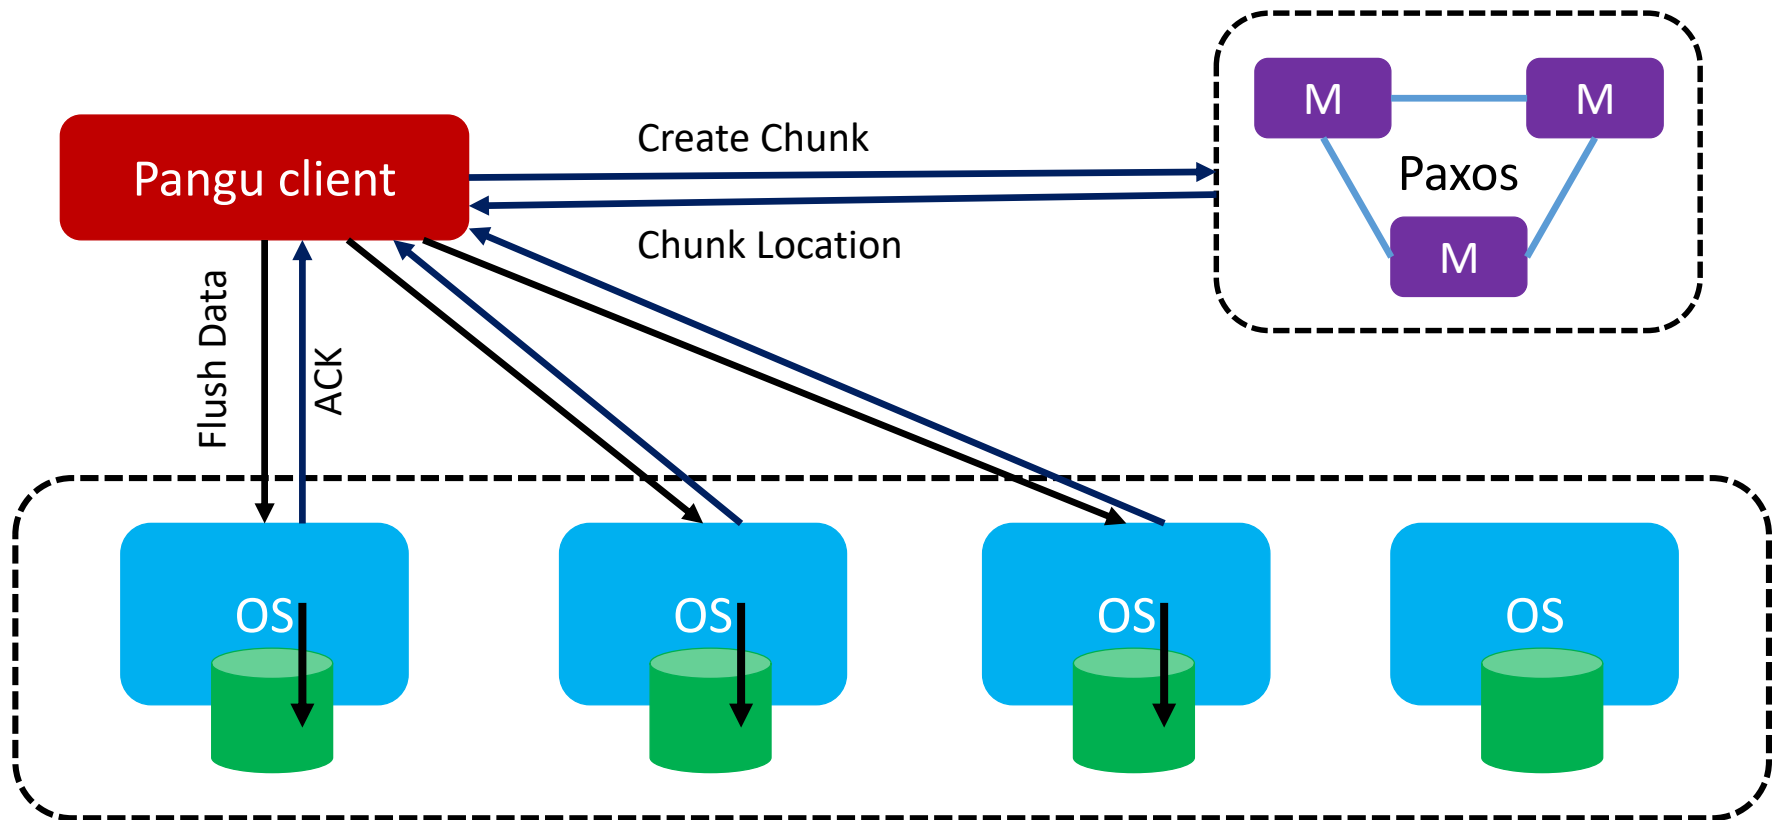 M
M
Create Chunk
Pangu client
Paxos
Chunk Location
M
Flush Data
ACK
OS
OS
OS
OS